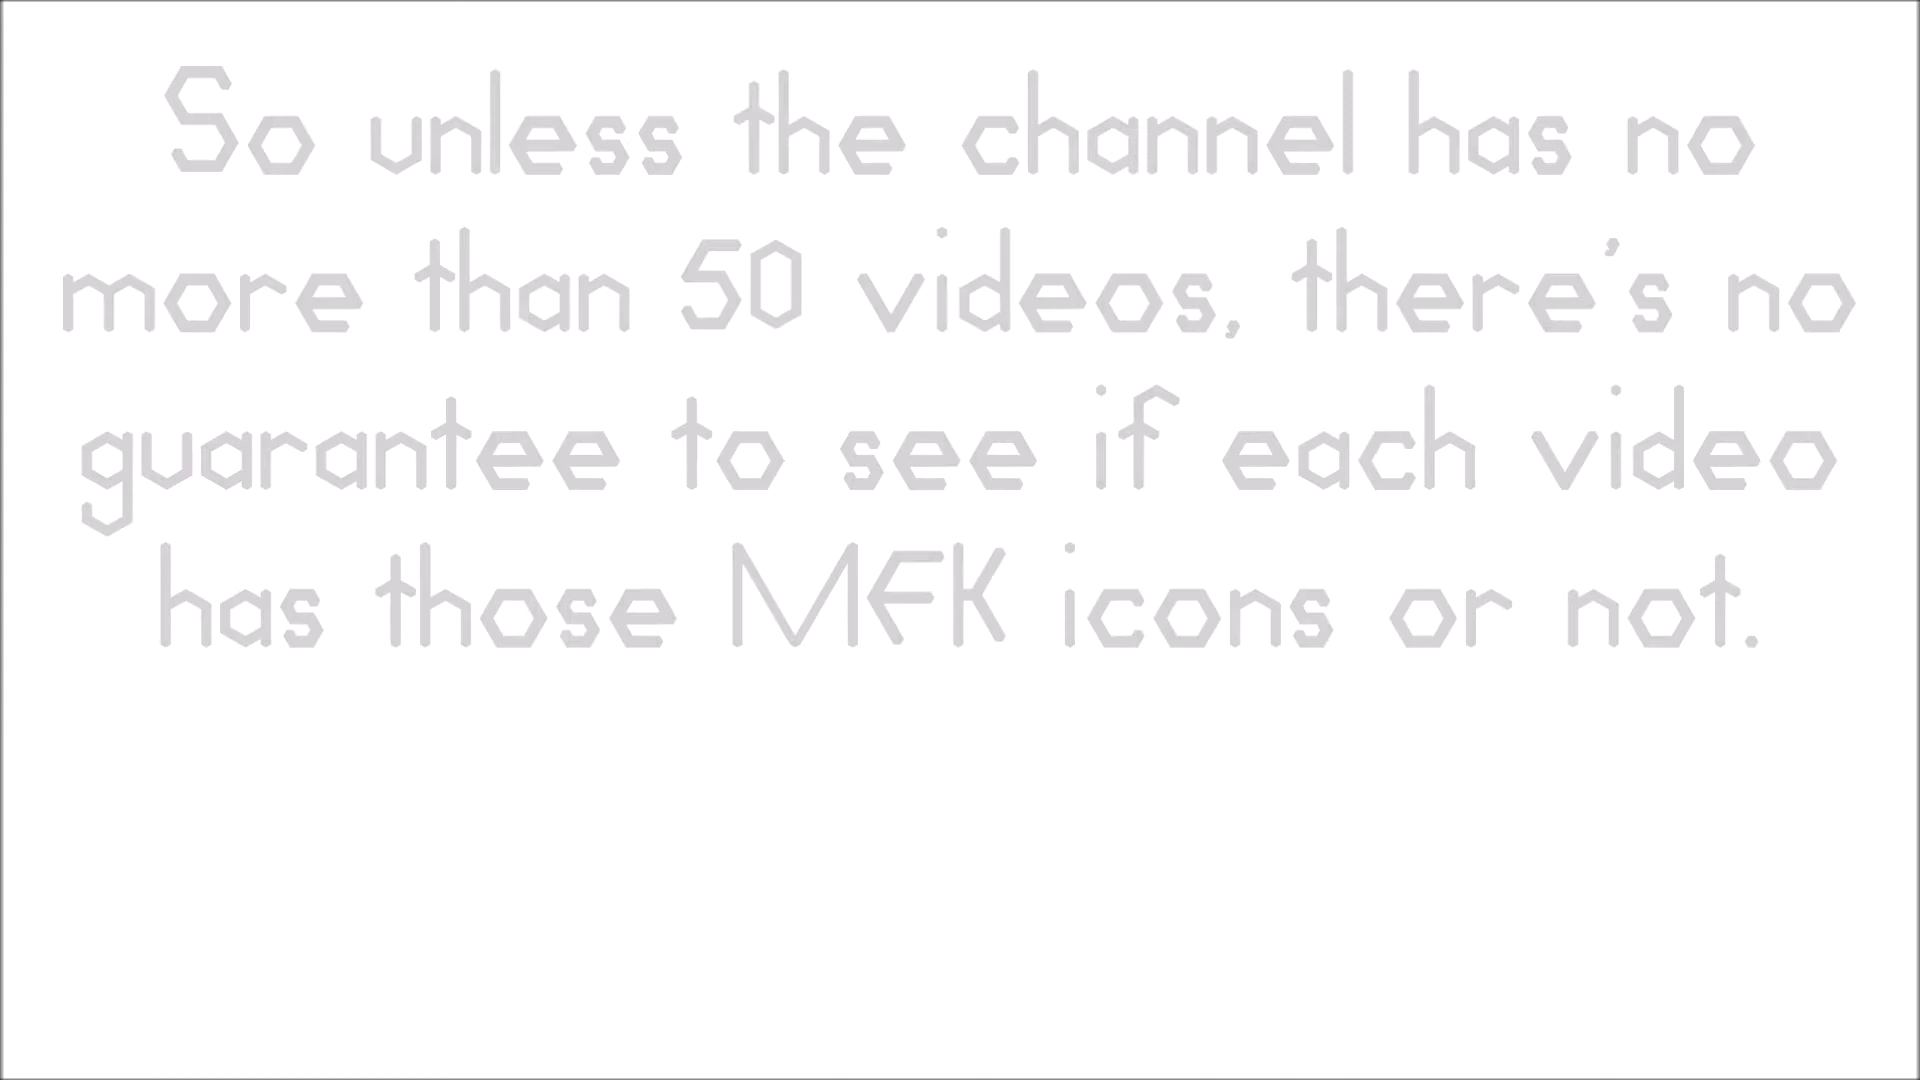 So unless the channel has no
more than 50 videos, there's no
guarantee to see if each video
has those MFK icons or not.